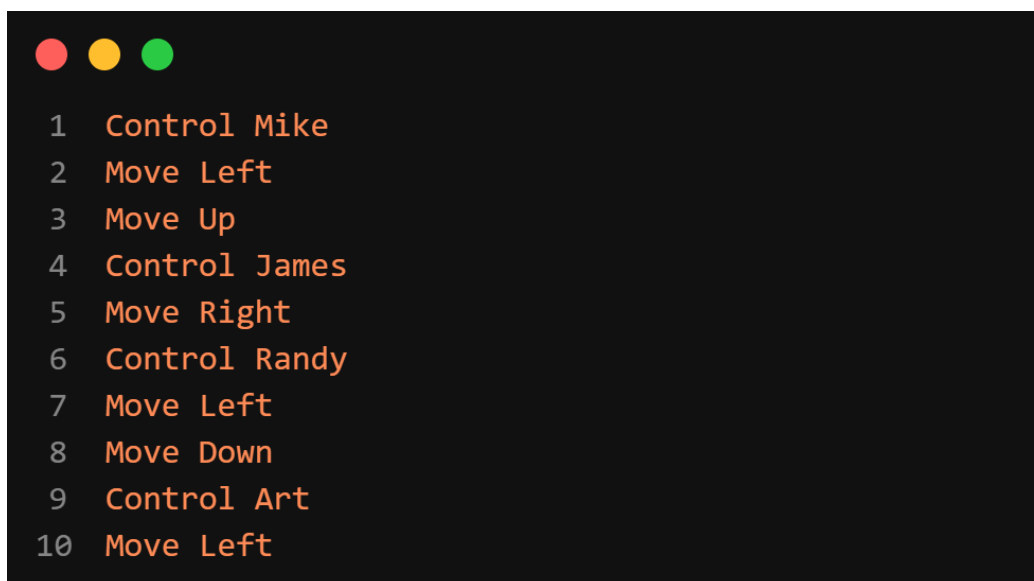 1 Control Mike
2 Move Left
3 Move Up
4 Control James
5 Move Right
6 Control Randy
7 Move Left
8 Move Down
9 Control Art
10 Move Left